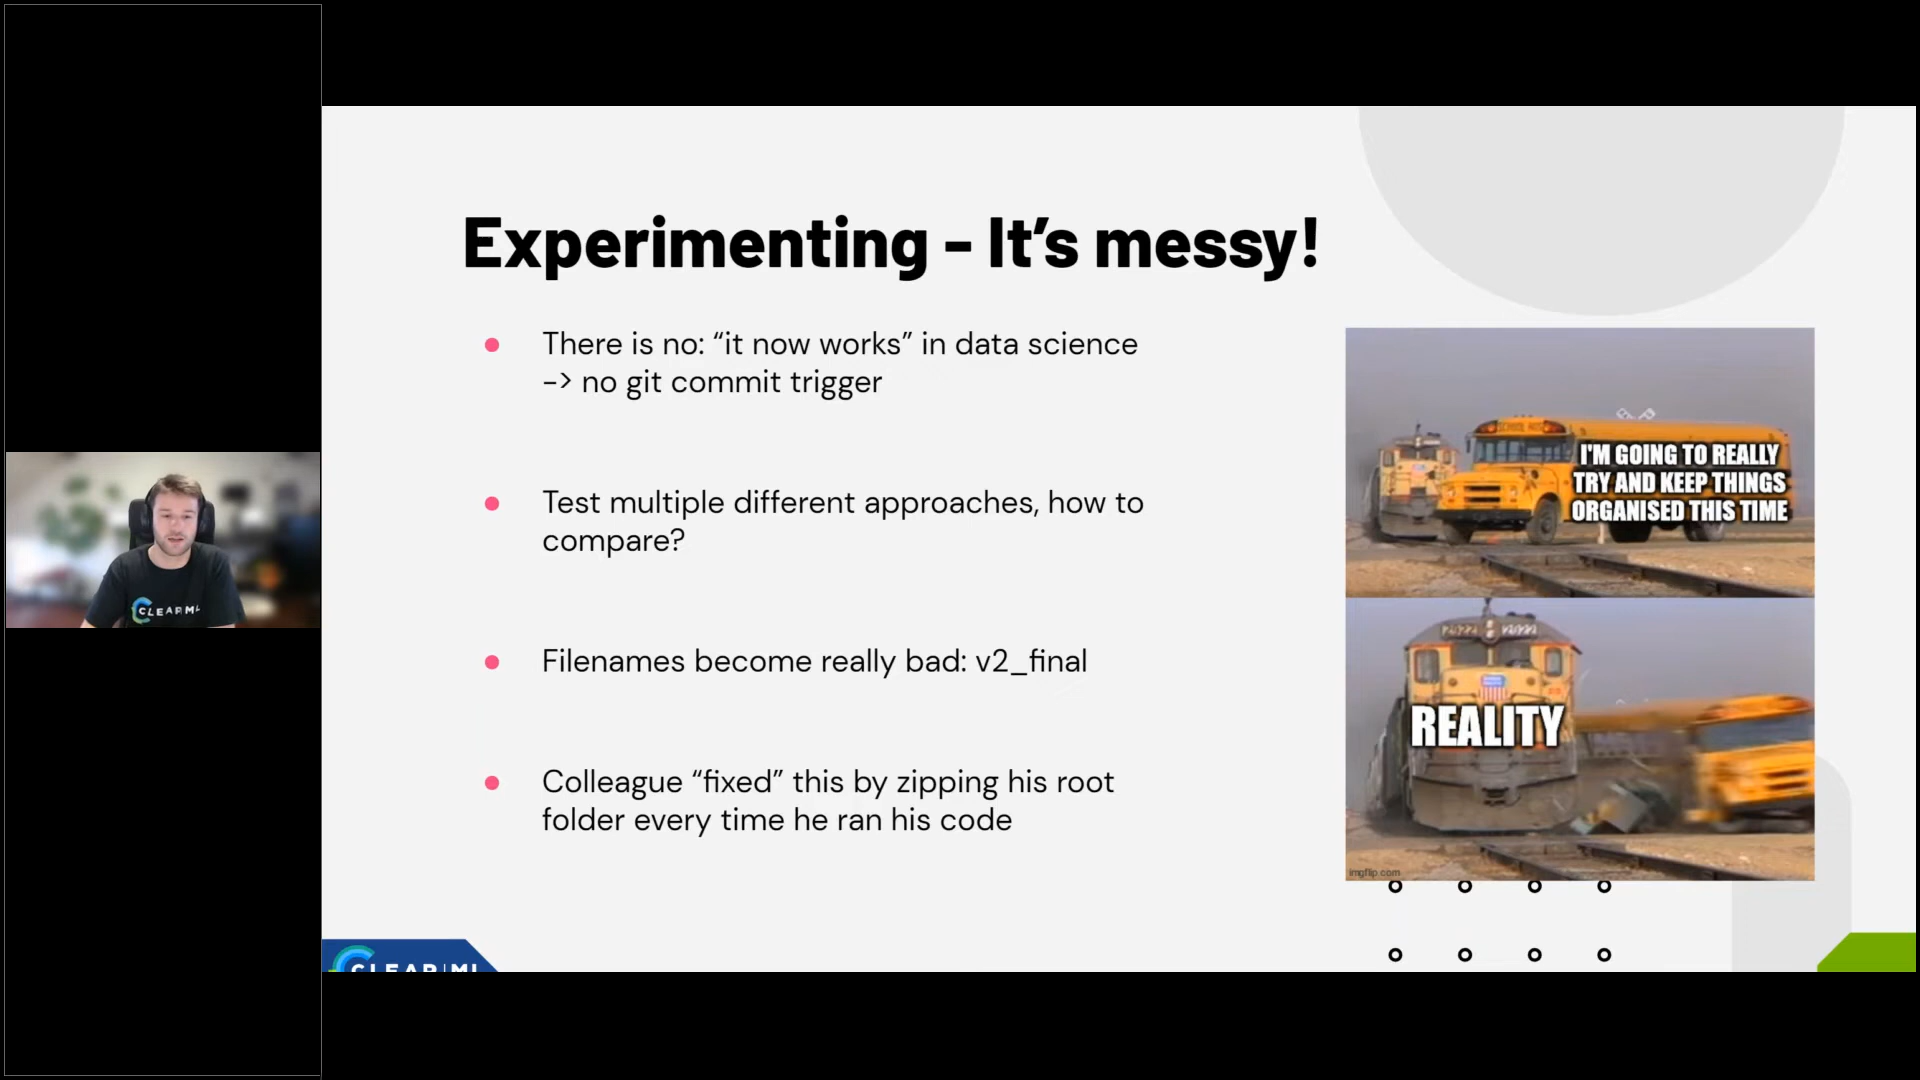 Experimenting - It's messy!
There is no: “it now works” in data science
-> no git commit trigger
Test multiple different approaches, how to
compare?
Filenames become really bad: v2_final
Colleague “fixed” this by zipping his root
folder every time he ran his code
I'M GOING TO REALLY
TRY AND KEEP THINGS
ORGANISED THIS TIME
REALITY
imgflip.com
CLEARML
CLEAR|ML